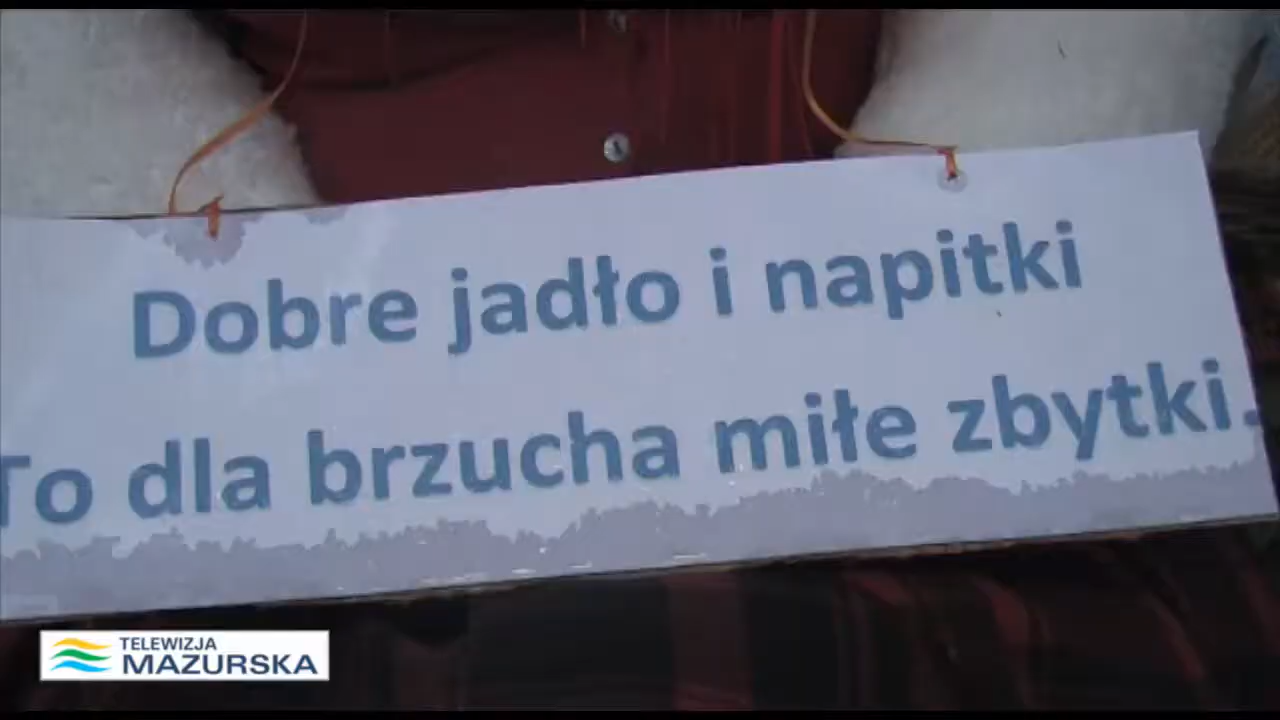 Dobre jadło i napitki
To dla brzucha miłe zbytki.
TELEWIZJA
MAZURSKA